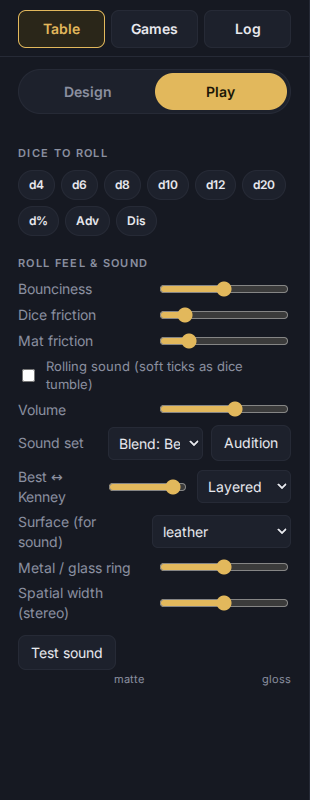 Table Games Log
Design Play
DICE TO ROLL
d4 d6 d8 d10 d12 d20
d% Adv Dis
ROLL FEEL & SOUND
Bounciness
Dice friction
Mat friction
Rolling sound (soft ticks as dice
tumble)
Volume
Sound set Blend: Be Audition
Best ↔
Kenney Layered
Surface (for
sound) leather
Metal / glass ring
Spatial width
(stereo)
Test sound
matte gloss